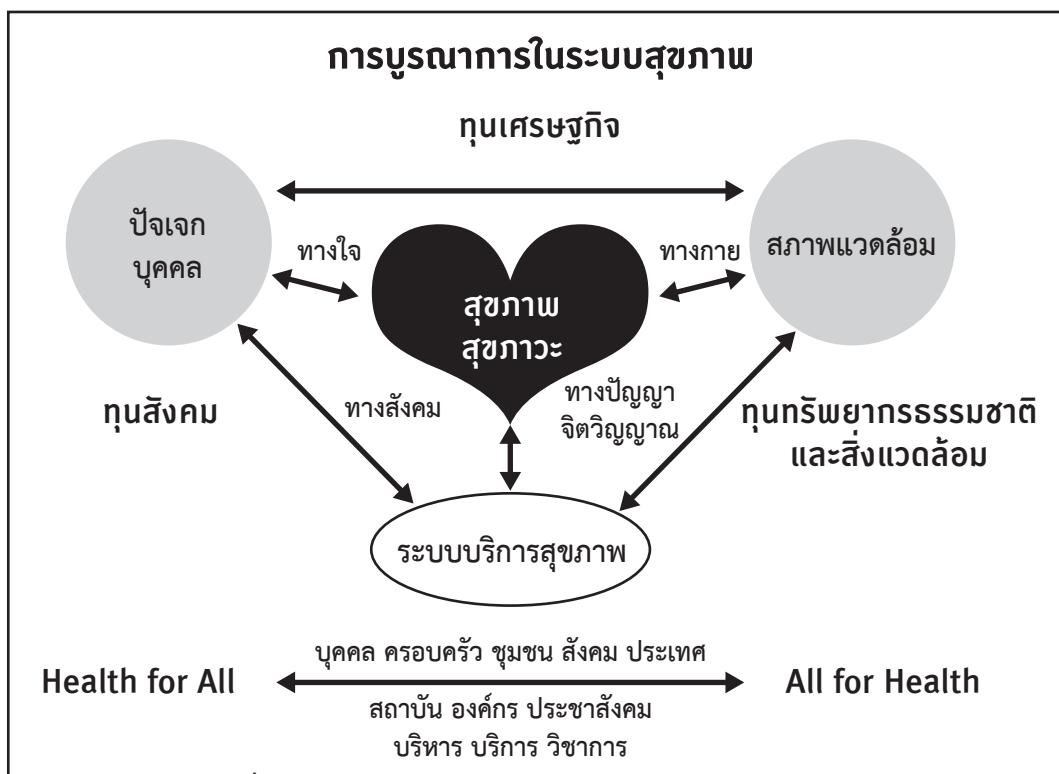 การบูรณาการในระบบสุขภาพ
ทุนเศรษฐกิจ
ปัจเจก
บุคคล
ทางใจ
สุขภาพ
สุขภาวะ
ทางกาย
สภาพแวดล้อม
ทุนสังคม
ทางสังคม
ทางปัญญา
จิตวิญญาณ
ทุนทรัพยากรธรรมชาติ
และสิ่งแวดล้อม
ระบบบริการสุขภาพ
Health for All
บุคคล ครอบครัว ชุมชน สังคม ประเทศ
สถาบัน องค์กร ประชาสังคม
บริหาร บริการ วิชาการ
All for Health